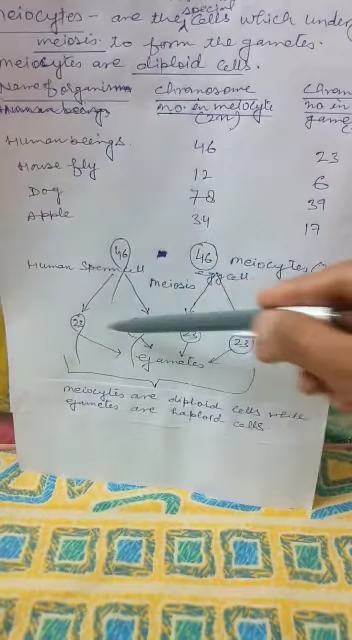 special
meiocytes - are the cells which under
meiosis to form the gametes.
meiocytes are diploid cells.
Name of organism chromosome chrom
Human beings no. in meiocyte no in
(2n) game
Human beings. 46 23
House fly 12 6
Dog 78 39
Apple 34 17
46 - 46 meiocytes (2
Human Sperm cell egg cell
Meiosis
23 23 23
gametes
meiocytes are diploid cells while
gametes are haploid cells.